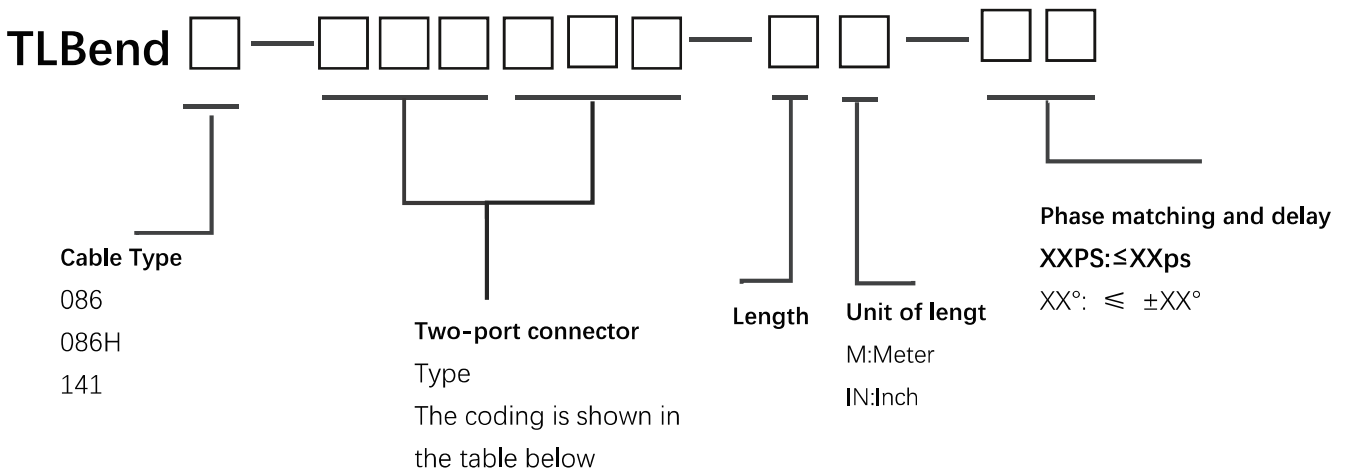 TLBend
Cable Type
086
086H
141
Two-port connector
Type
The coding is shown in
the table below
Length
Unit of lengt
M:Meter
IN:Inch
Phase matching and delay
XXPS:≤XXps
XX°: ≤ ±XX°